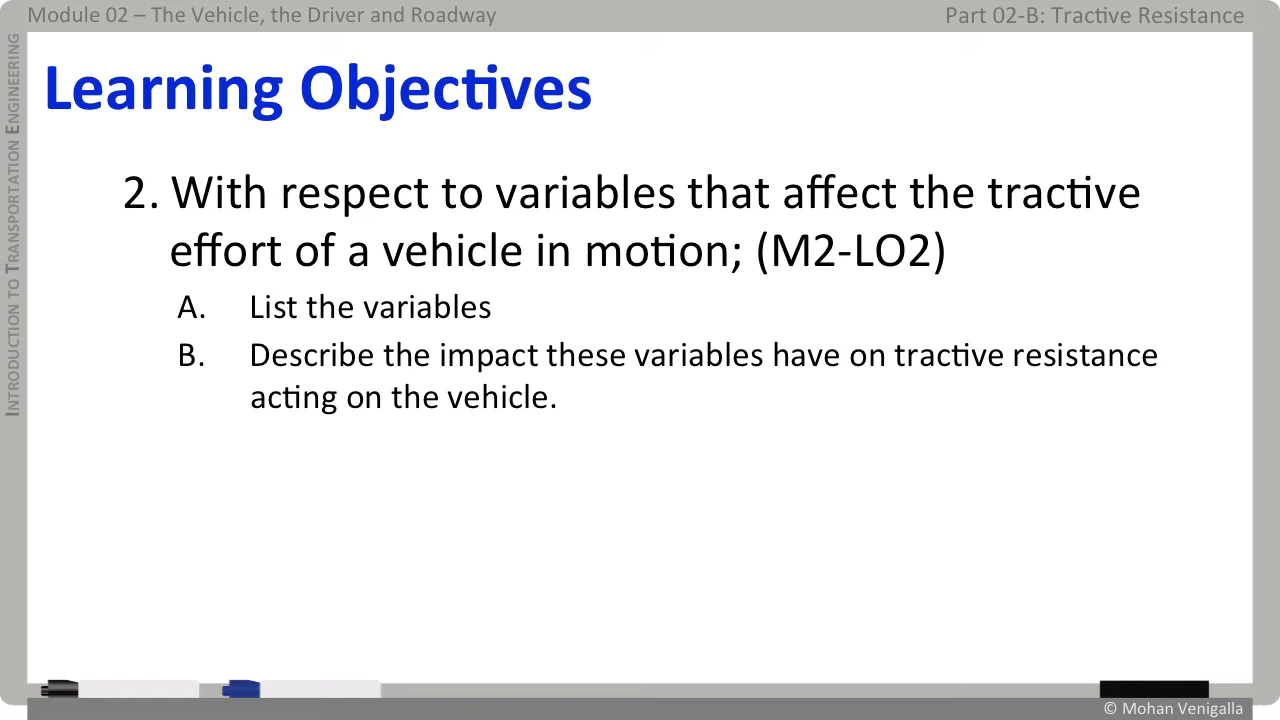 Module 02 – The Vehicle, the Driver and Roadway
Part 02-B: Tractive Resistance
INTRODUCTION TO TRANSPORTATION ENGINEERING
Learning Objectives
2. With respect to variables that affect the tractive
effort of a vehicle in motion; (M2-LO2)
A. List the variables
B. Describe the impact these variables have on tractive resistance
acting on the vehicle.
© Mohan Venigalla